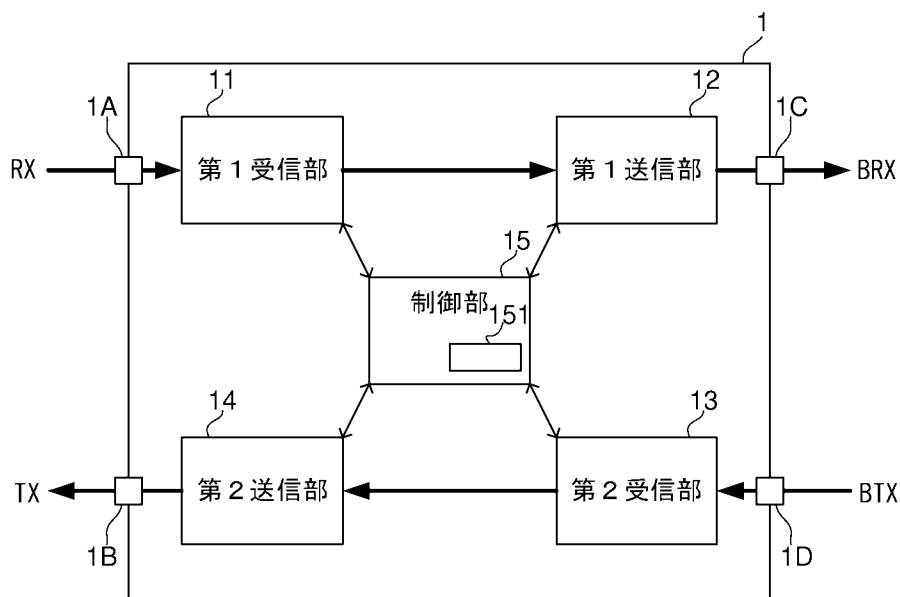 1
11
12
1A
1C
RX
第1受信部
第1送信部
BRX
15
制御部
151
14
13
TX
第2送信部
第2受信部
BTX
1B
1D